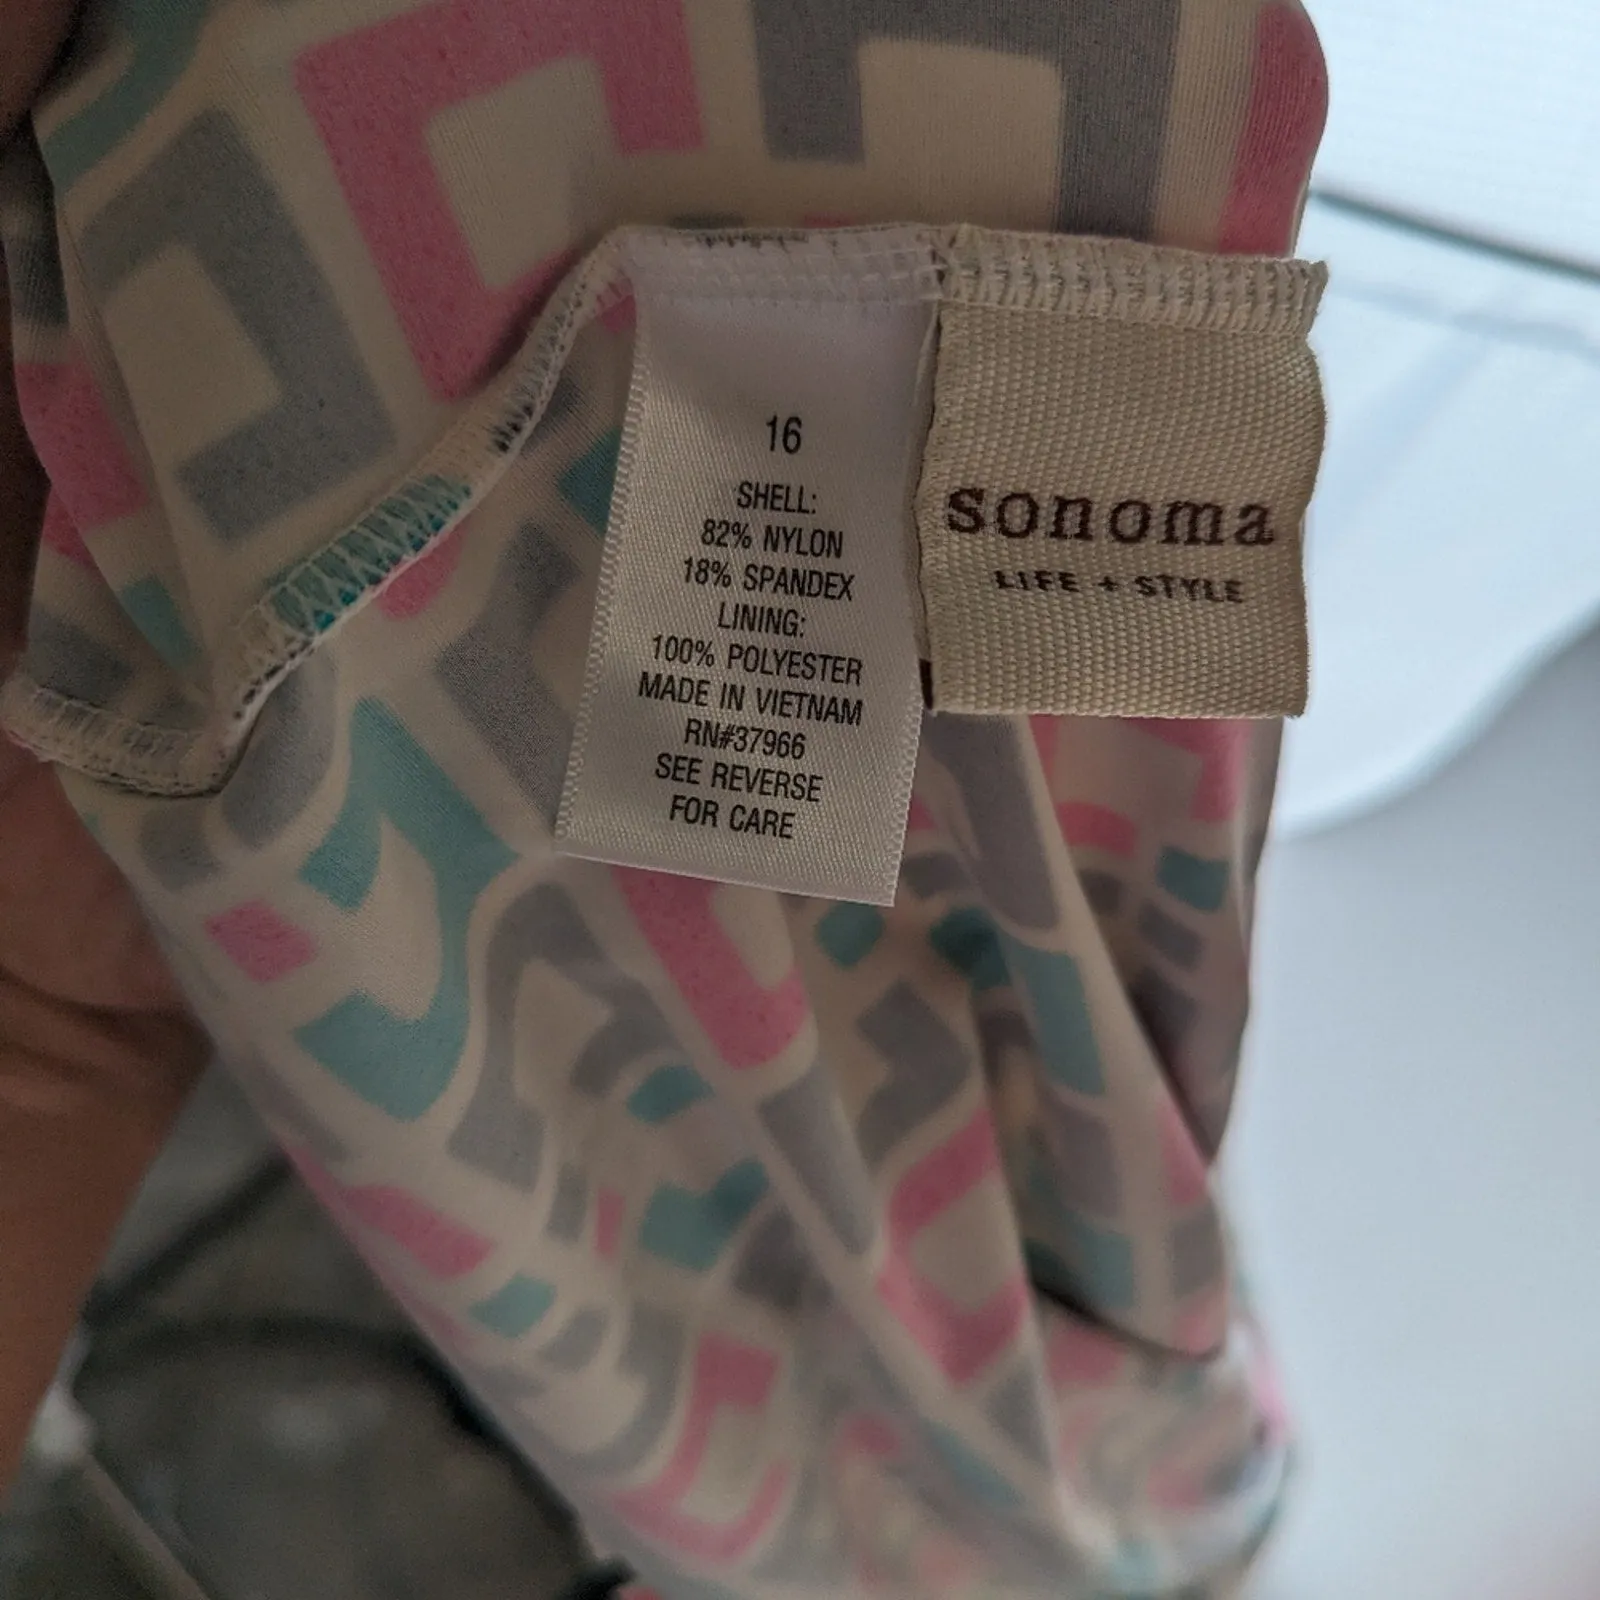 16
SHELL:
82% NYLON
18% SPANDEX
LINING:
100% POLYESTER
MADE IN VIETNAM
RN#37966
SEE REVERSE
FOR CARE
sonoma
LIFE + STYLE